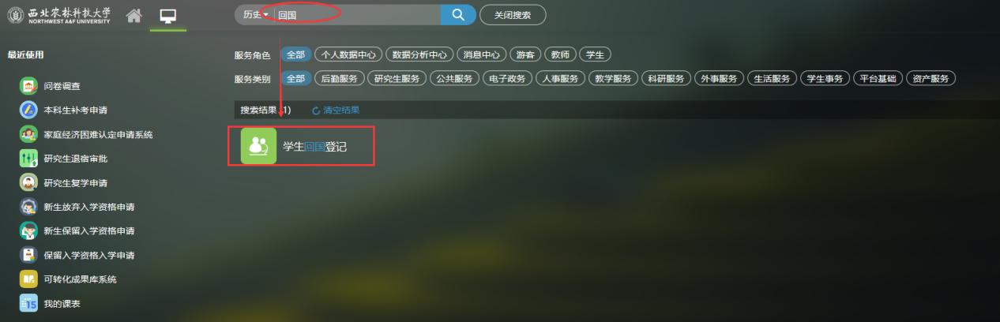 西北农林科技大学
NORTHWEST A&F UNIVERSITY
历史 回国 关闭搜索
最近使用
问卷调查
本科生补考申请
家庭经济困难认定申请系统
研究生退宿审批
研究生复学申请
新生放弃入学资格申请
新生保留入学资格申请
保留入学资格入学申请
可转化成果库系统
15 我的课表
服务角色 全部 个人数据中心 数据分析中心 消息中心 游客 教师 学生
服务类别 全部 后勤服务 研究生服务 公共服务 电子政务 人事服务 教学服务 科研服务 外事服务 生活服务 学生事务 平台基础 资产服务
搜索结果 (1) 清空结果
学生回国登记